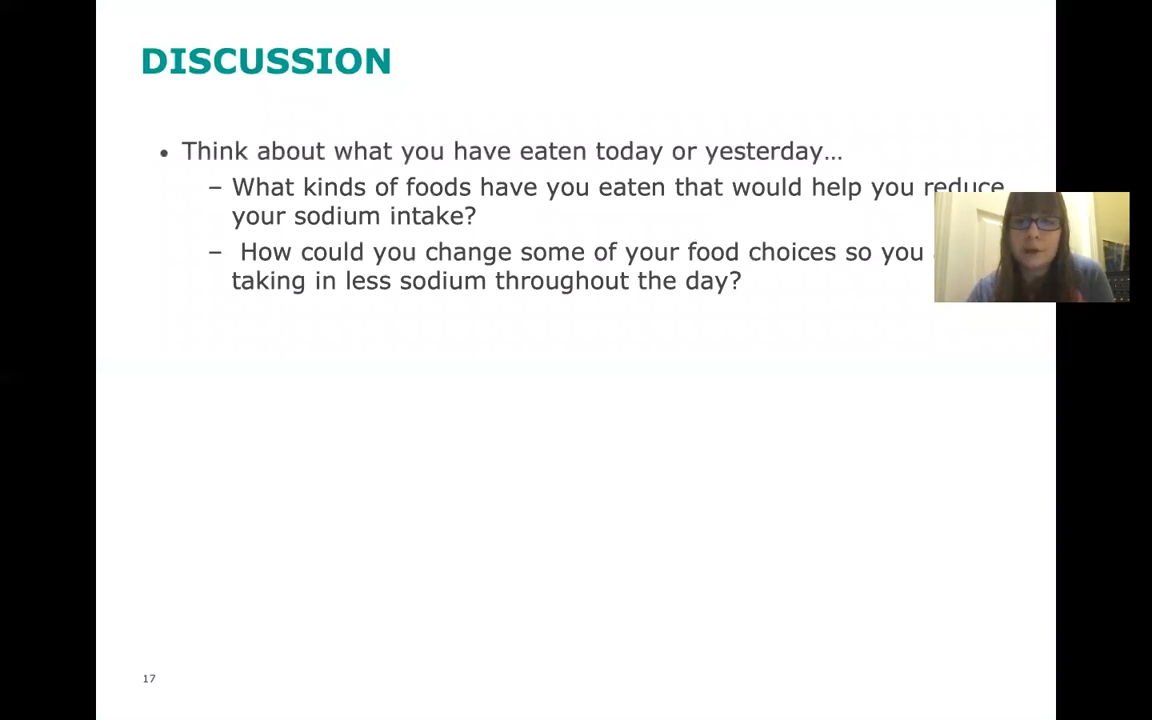 DISCUSSION
• Think about what you have eaten today or yesterday…
– What kinds of foods have you eaten that would help you reduce
your sodium intake?
– How could you change some of your food choices so you
taking in less sodium throughout the day?
17